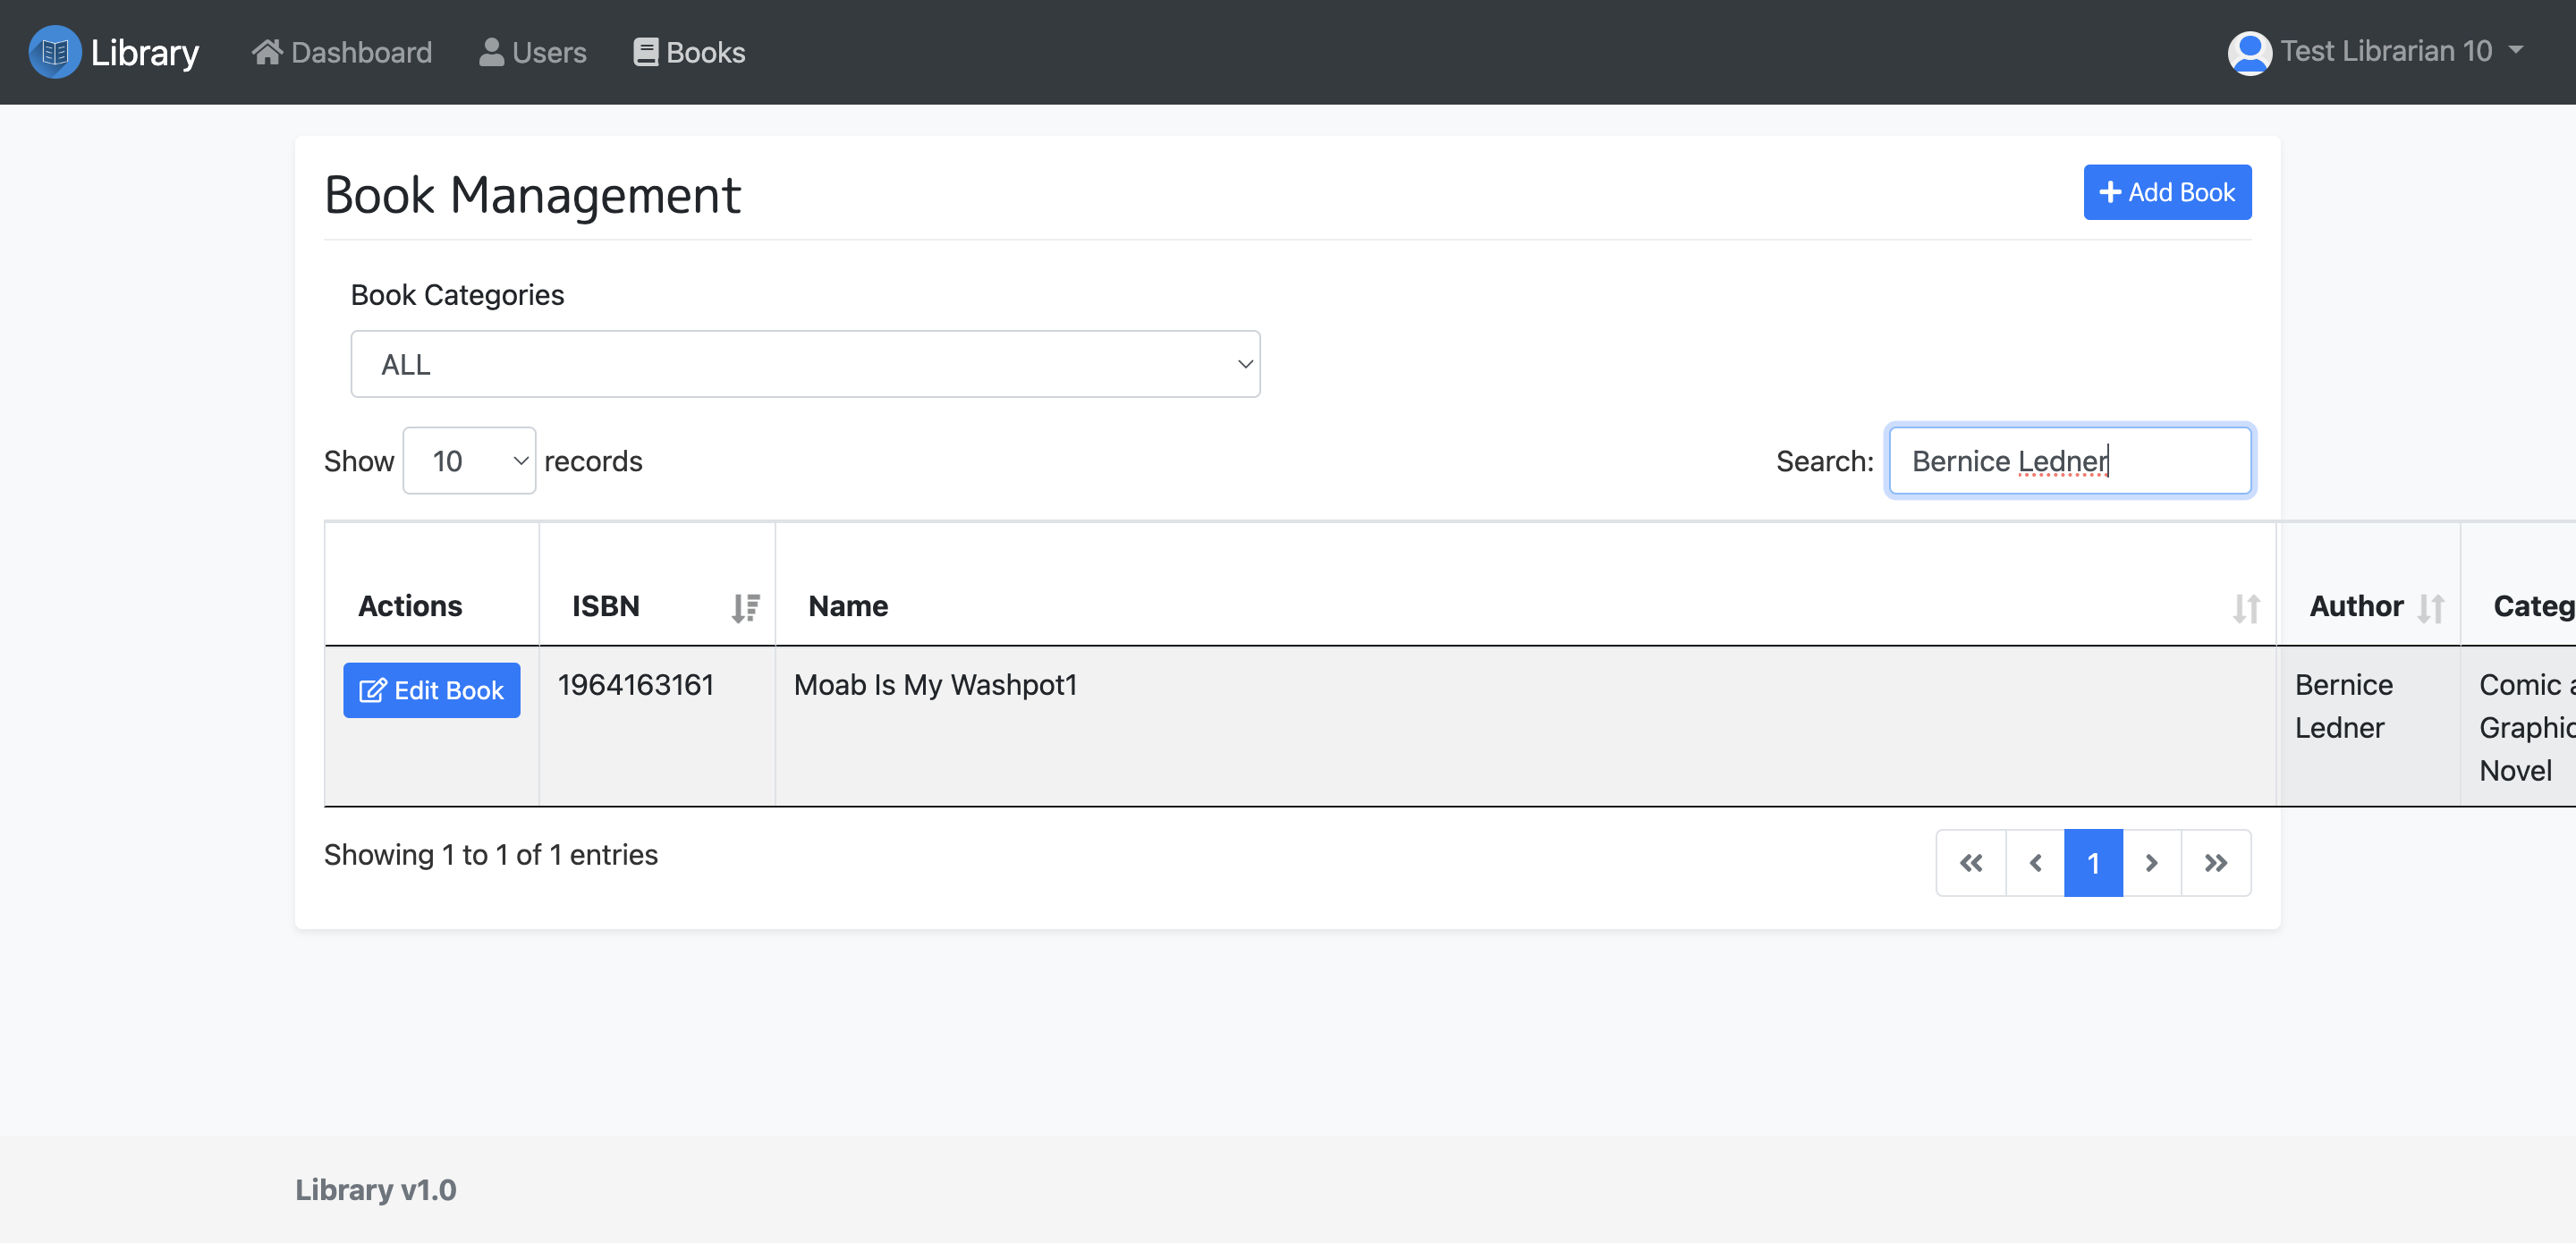 Library Dashboard Users Books Test Librarian 10
Book Management
+ Add Book
Book Categories
ALL
Show 10 records
Search: Bernice Ledner
Actions ISBN Name Author Categ
Edit Book 1964163161 Moab Is My Washpot1 Bernice Comic
Ledner Graphic
Novel
Showing 1 to 1 of 1 entries
« ‹ 1 › »
Library v1.0